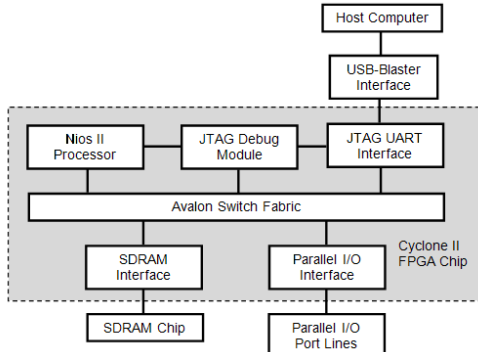 Host Computer
USB-Blaster
Interface
Nios II
Processor
JTAG Debug
Module
JTAG UART
Interface
Avalon Switch Fabric
SDRAM
Interface
Parallel I/O
Interface
Cyclone II
FPGA Chip
SDRAM Chip
Parallel I/O
Port Lines